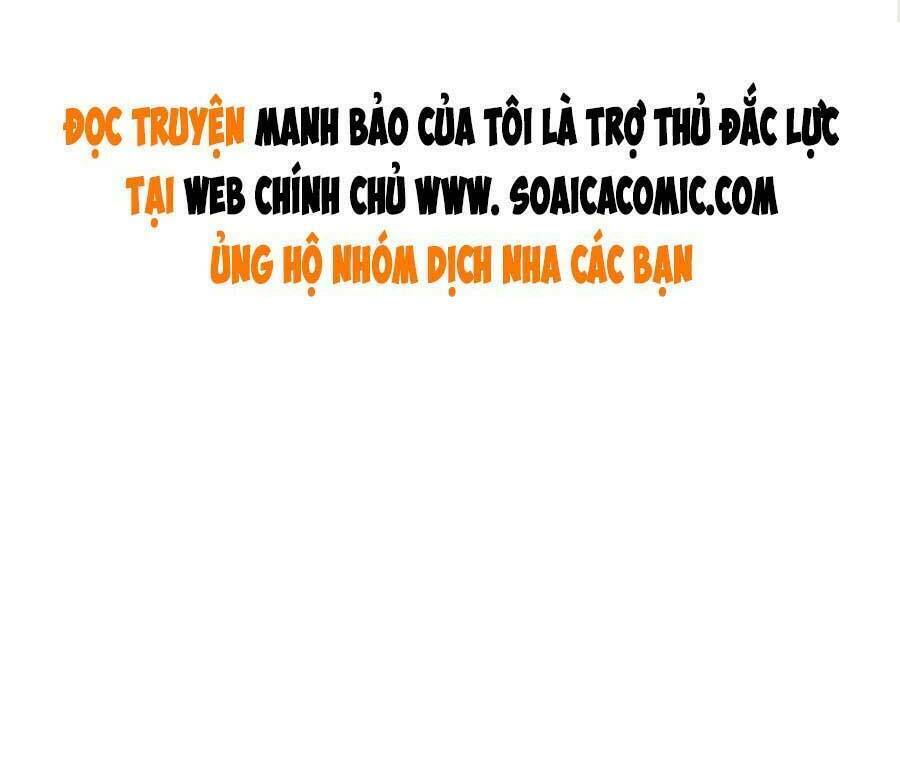 ĐỌC TRUYỆN MANH BẢO CỦA TÔI LÀ TRỢ THỦ ĐẮC LỰC
TẠI WEB CHÍNH CHỦ WWW. SOAICACOMIC.COM
ỦNG HỘ NHÓM DỊCH NHA CÁC BẠN